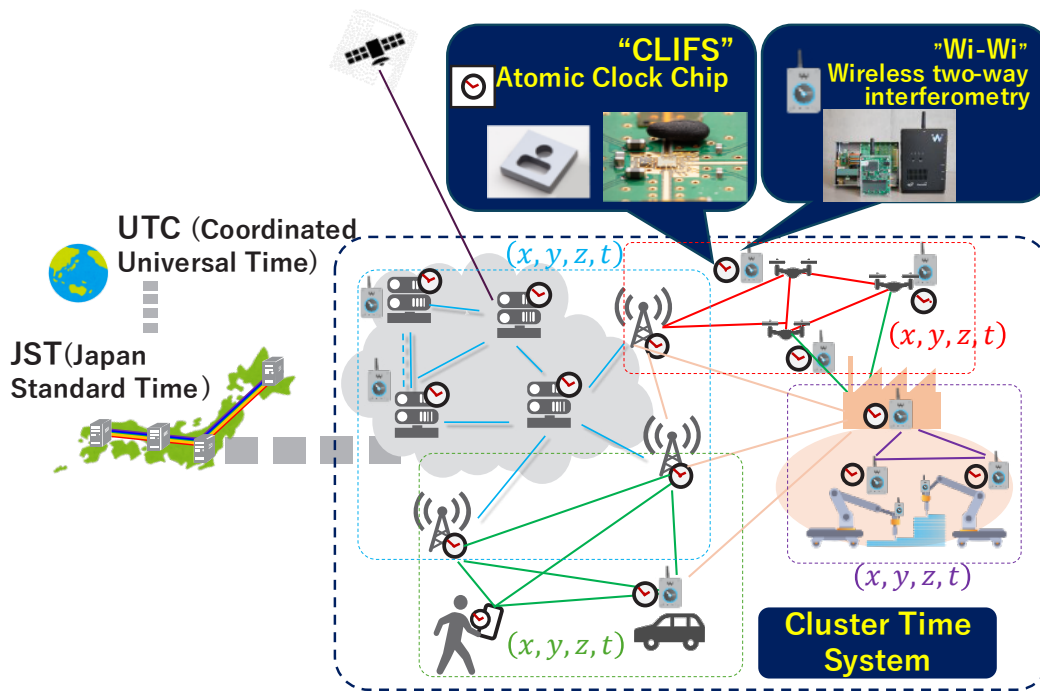 “CLIFS”
Atomic Clock Chip
”Wi-Wi”
Wireless two-way
interferometry
W
UTC (Coordinated
Universal Time)
JST(Japan
Standard Time)
(x, y, z, t)
(x, y, z, t)
(x, y, z, t)
(x, y, z, t)
Cluster Time
System